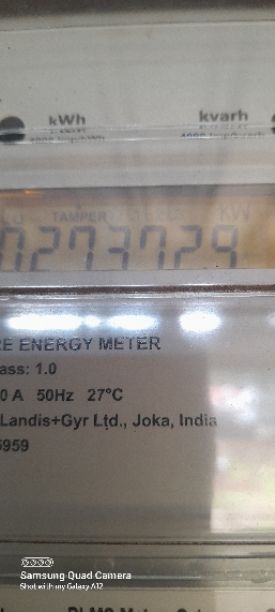 kWh kvarh
TAMPER KW
0273729
RE ENERGY METER
ass: 1.0
0 A 50Hz 27°C
Landis+Gyr Ltd., Joka, India
5959
Samsung Quad Camera
Shot with my Galaxy A12